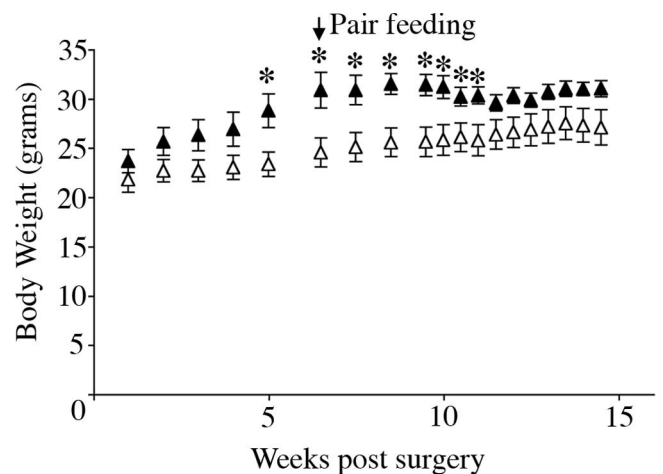 ↓Pair feeding
35
* * * * * * * *
30
25
20
15
10
5
0
5 10 15
Body Weight (grams)
Weeks post surgery